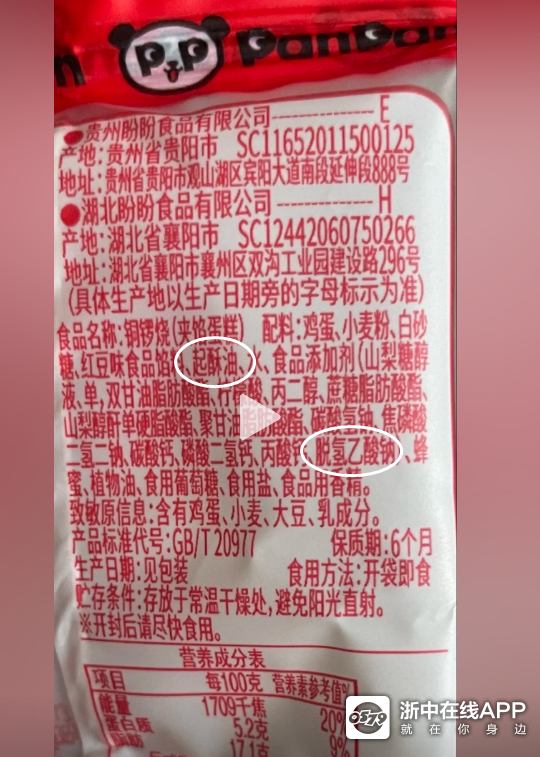 n
PanPan
PP
●贵州盼盼食品有限公司---------------E
产地:贵州省贵阳市 SC11652011500125
地址:贵州省贵阳市观山湖区宾阳大道南段延伸段888号
●湖北盼盼食品有限公司---------------H
产地:湖北省襄阳市 SC12442060750266
地址:湖北省襄阳市襄州区双沟工业园建设路296号
(具体生产地以生产日期旁的字母标示为准)
食品名称:铜锣烧(夹馅蛋糕) 配料:鸡蛋、小麦粉、白砂
糖、红豆味食品馅料、起酥油、水、食品添加剂(山梨糖醇
液,单,双甘油脂肪酸酯,柠檬酸,丙二醇,蔗糖脂肪酸酯,
山梨醇酐单硬脂酸酯,聚甘油脂肪酸酯,碳酸氢钠,焦磷酸
二氢二钠,碳酸钙,磷酸二氢钙,丙酸钙,脱氢乙酸钠)、蜂
蜜、植物油、食用葡萄糖、食用盐、食品用香精。
致敏原信息:含有鸡蛋、小麦、大豆、乳成分。
产品标准代号:GB/T 20977 保质期:6个月
生产日期:见包装 食用方法:开袋即食
贮存条件:存放于常温干燥处,避免阳光直射。
※开封后请尽快食用。
营养成分表
项目 每100克 营养素参考值%
能量 1709千焦 20%
蛋白质 5.2克 9%
脂肪 17.1克
浙中在线APP
就在你身边